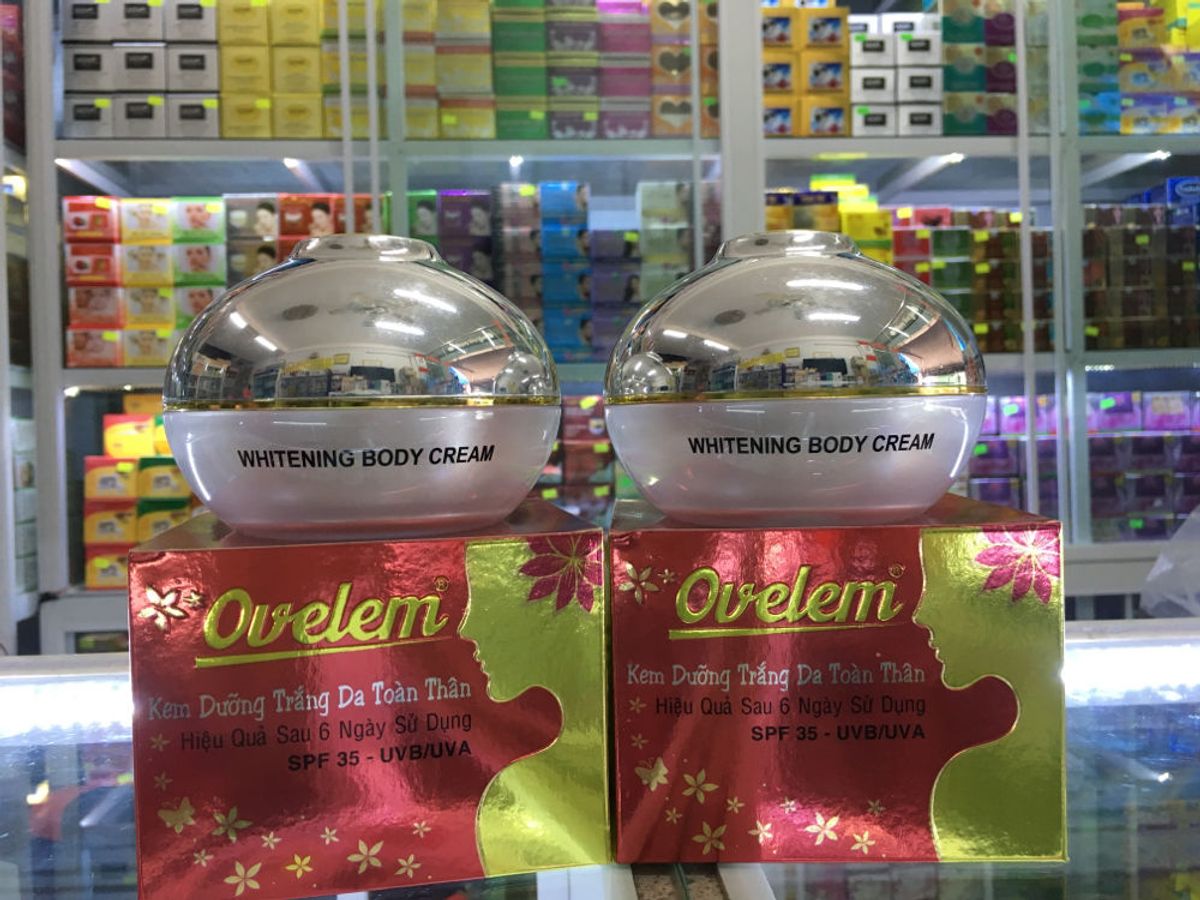 WHITENING BODY CREAM
WHITENING BODY CREAM
Ovelem®
Kem Dưỡng Trắng Da Toàn Thân
Hiệu Quả Sau 6 Ngày Sử Dụng
SPF 35 - UVB/UVA
Ovelem®
Kem Dưỡng Trắng Da Toàn Thân
Hiệu Quả Sau 6 Ngày Sử Dụng
SPF 35 - UVB/UVA